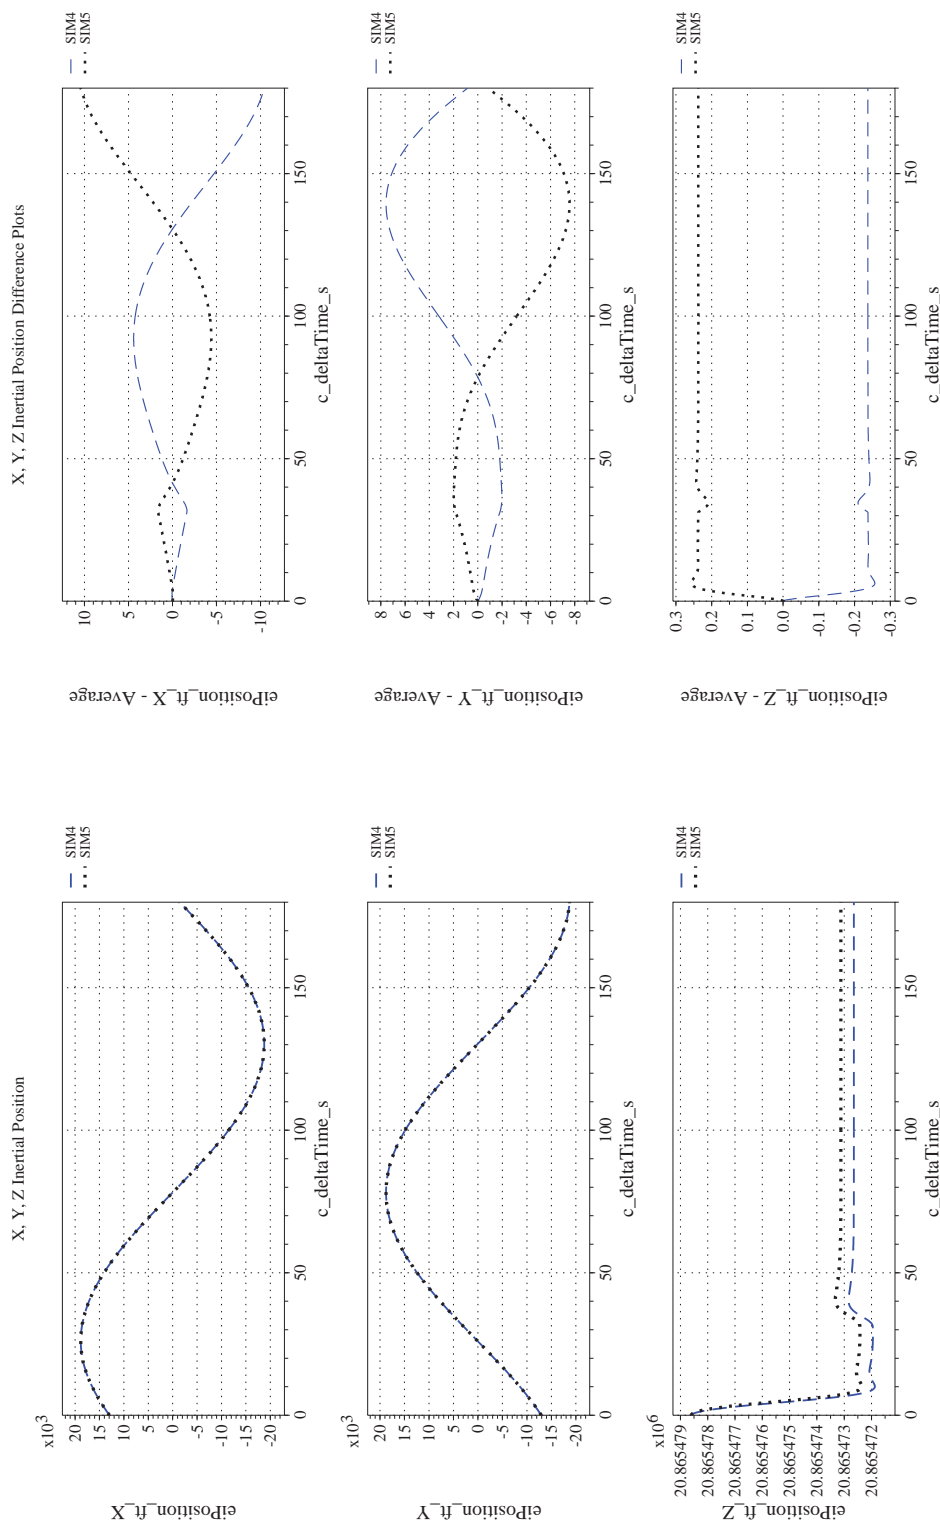 X, Y, Z Inertial Position
x10³
eiPosition_ft_X
20
15
10
5
0
-5
-10
-15
-20
0 50 100 150
c_deltaTime_s
SIM4
SIM5
x10³
eiPosition_ft_Y
20
15
10
5
0
-5
-10
-15
-20
0 50 100 150
c_deltaTime_s
SIM4
SIM5
x10⁶
eiPosition_ft_Z
20.865479
20.865478
20.865477
20.865476
20.865475
20.865474
20.865473
20.865472
0 50 100 150
c_deltaTime_s
SIM4
SIM5
X, Y, Z Inertial Position Difference Plots
eiPosition_ft_X - Average
10
5
0
-5
-10
0 50 100 150
c_deltaTime_s
SIM4
SIM5
eiPosition_ft_Y - Average
8
6
4
2
0
-2
-4
-6
-8
0 50 100 150
c_deltaTime_s
SIM4
SIM5
eiPosition_ft_Z - Average
0.3
0.2
0.1
0.0
-0.1
-0.2
-0.3
0 50 100 150
c_deltaTime_s
SIM4
SIM5